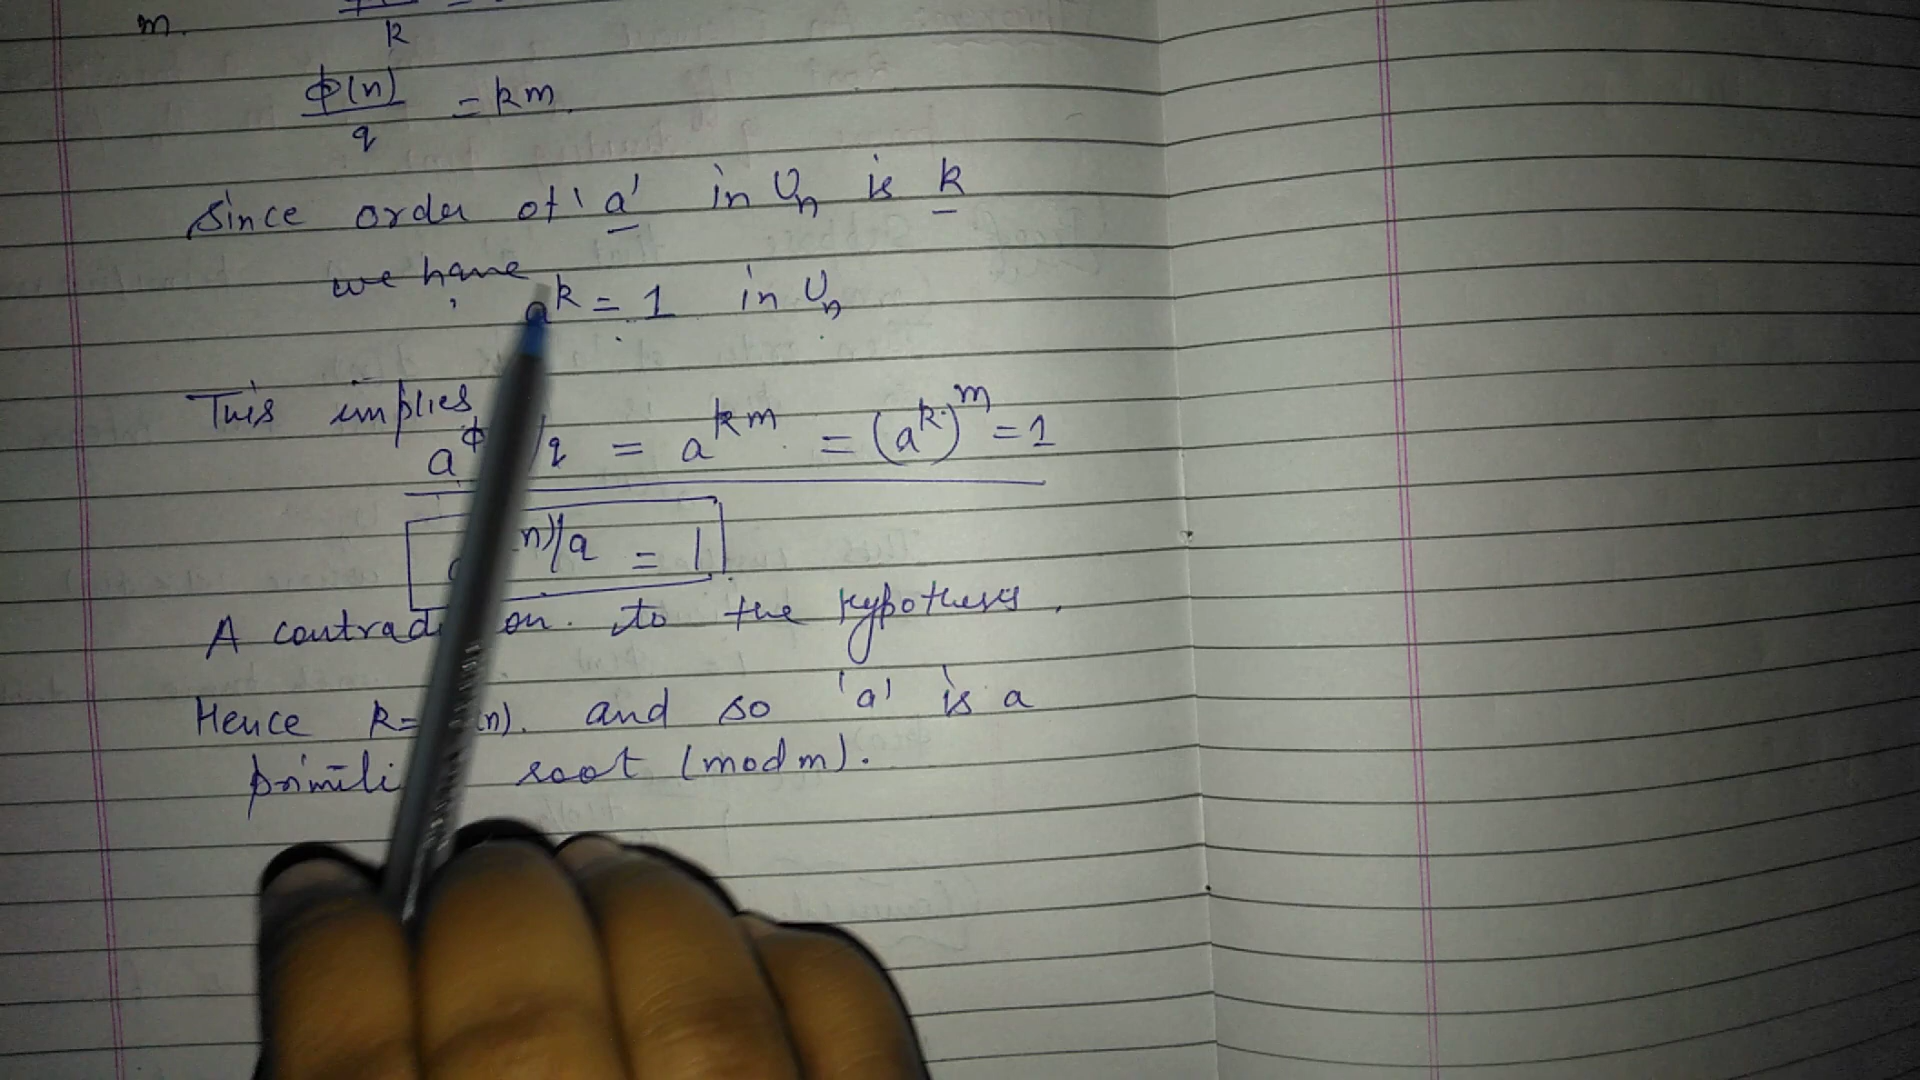 m.
k
φ(n)/q = km.
Since order of 'a' in Un is k
we have
a^k = 1 in Un
This implies
a^φ /q = a^km = (a^k)^m = 1
n)/q = 1
A contrad on. to the hypothesis.
Hence k= (n). and so 'a' is a
primiti root (mod m).